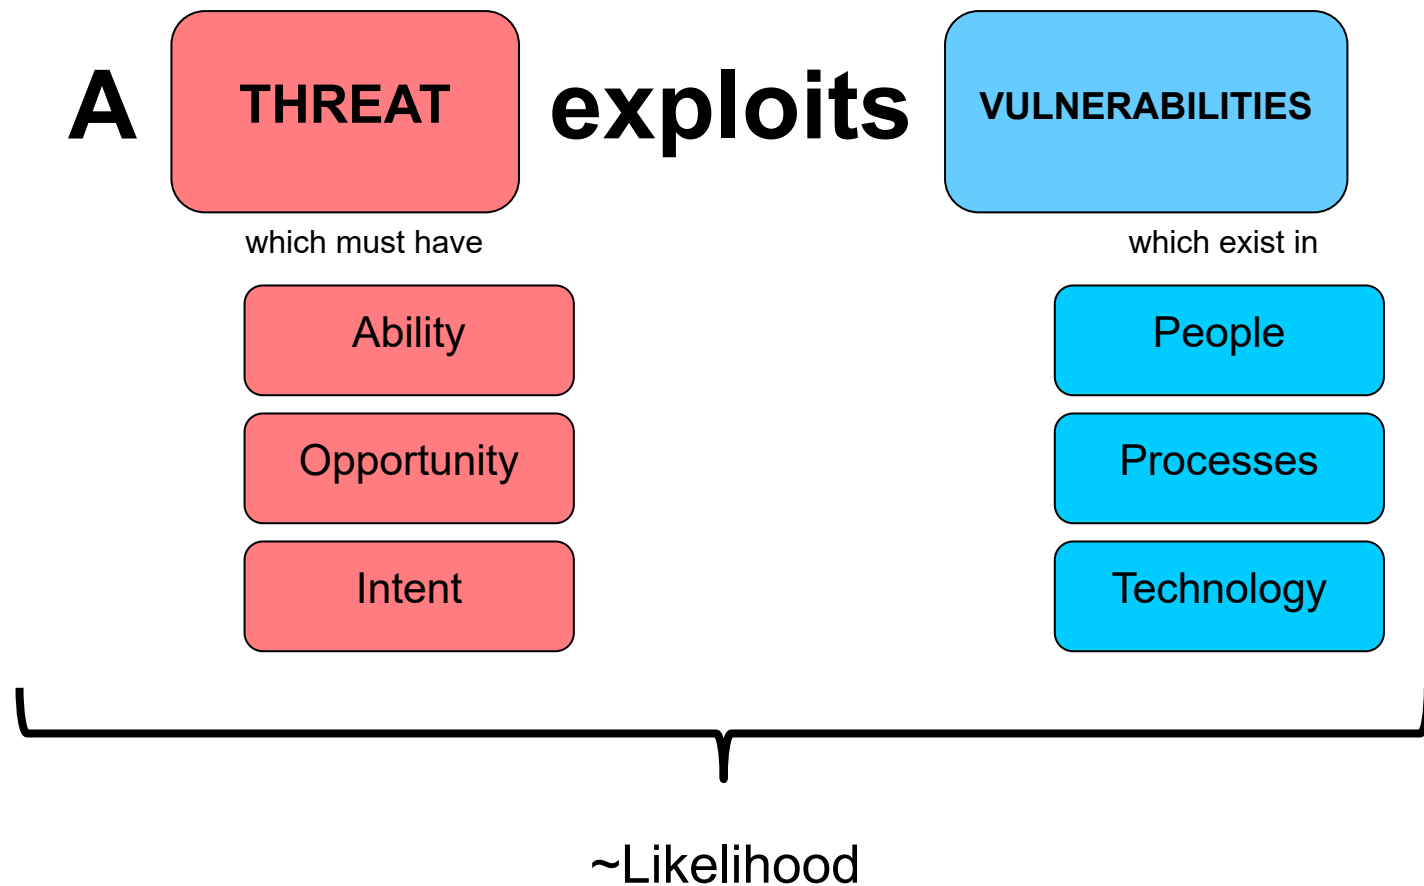 A THREAT exploits VULNERABILITIES
which must have
which exist in
Ability
People
Opportunity
Processes
Intent
Technology
~Likelihood